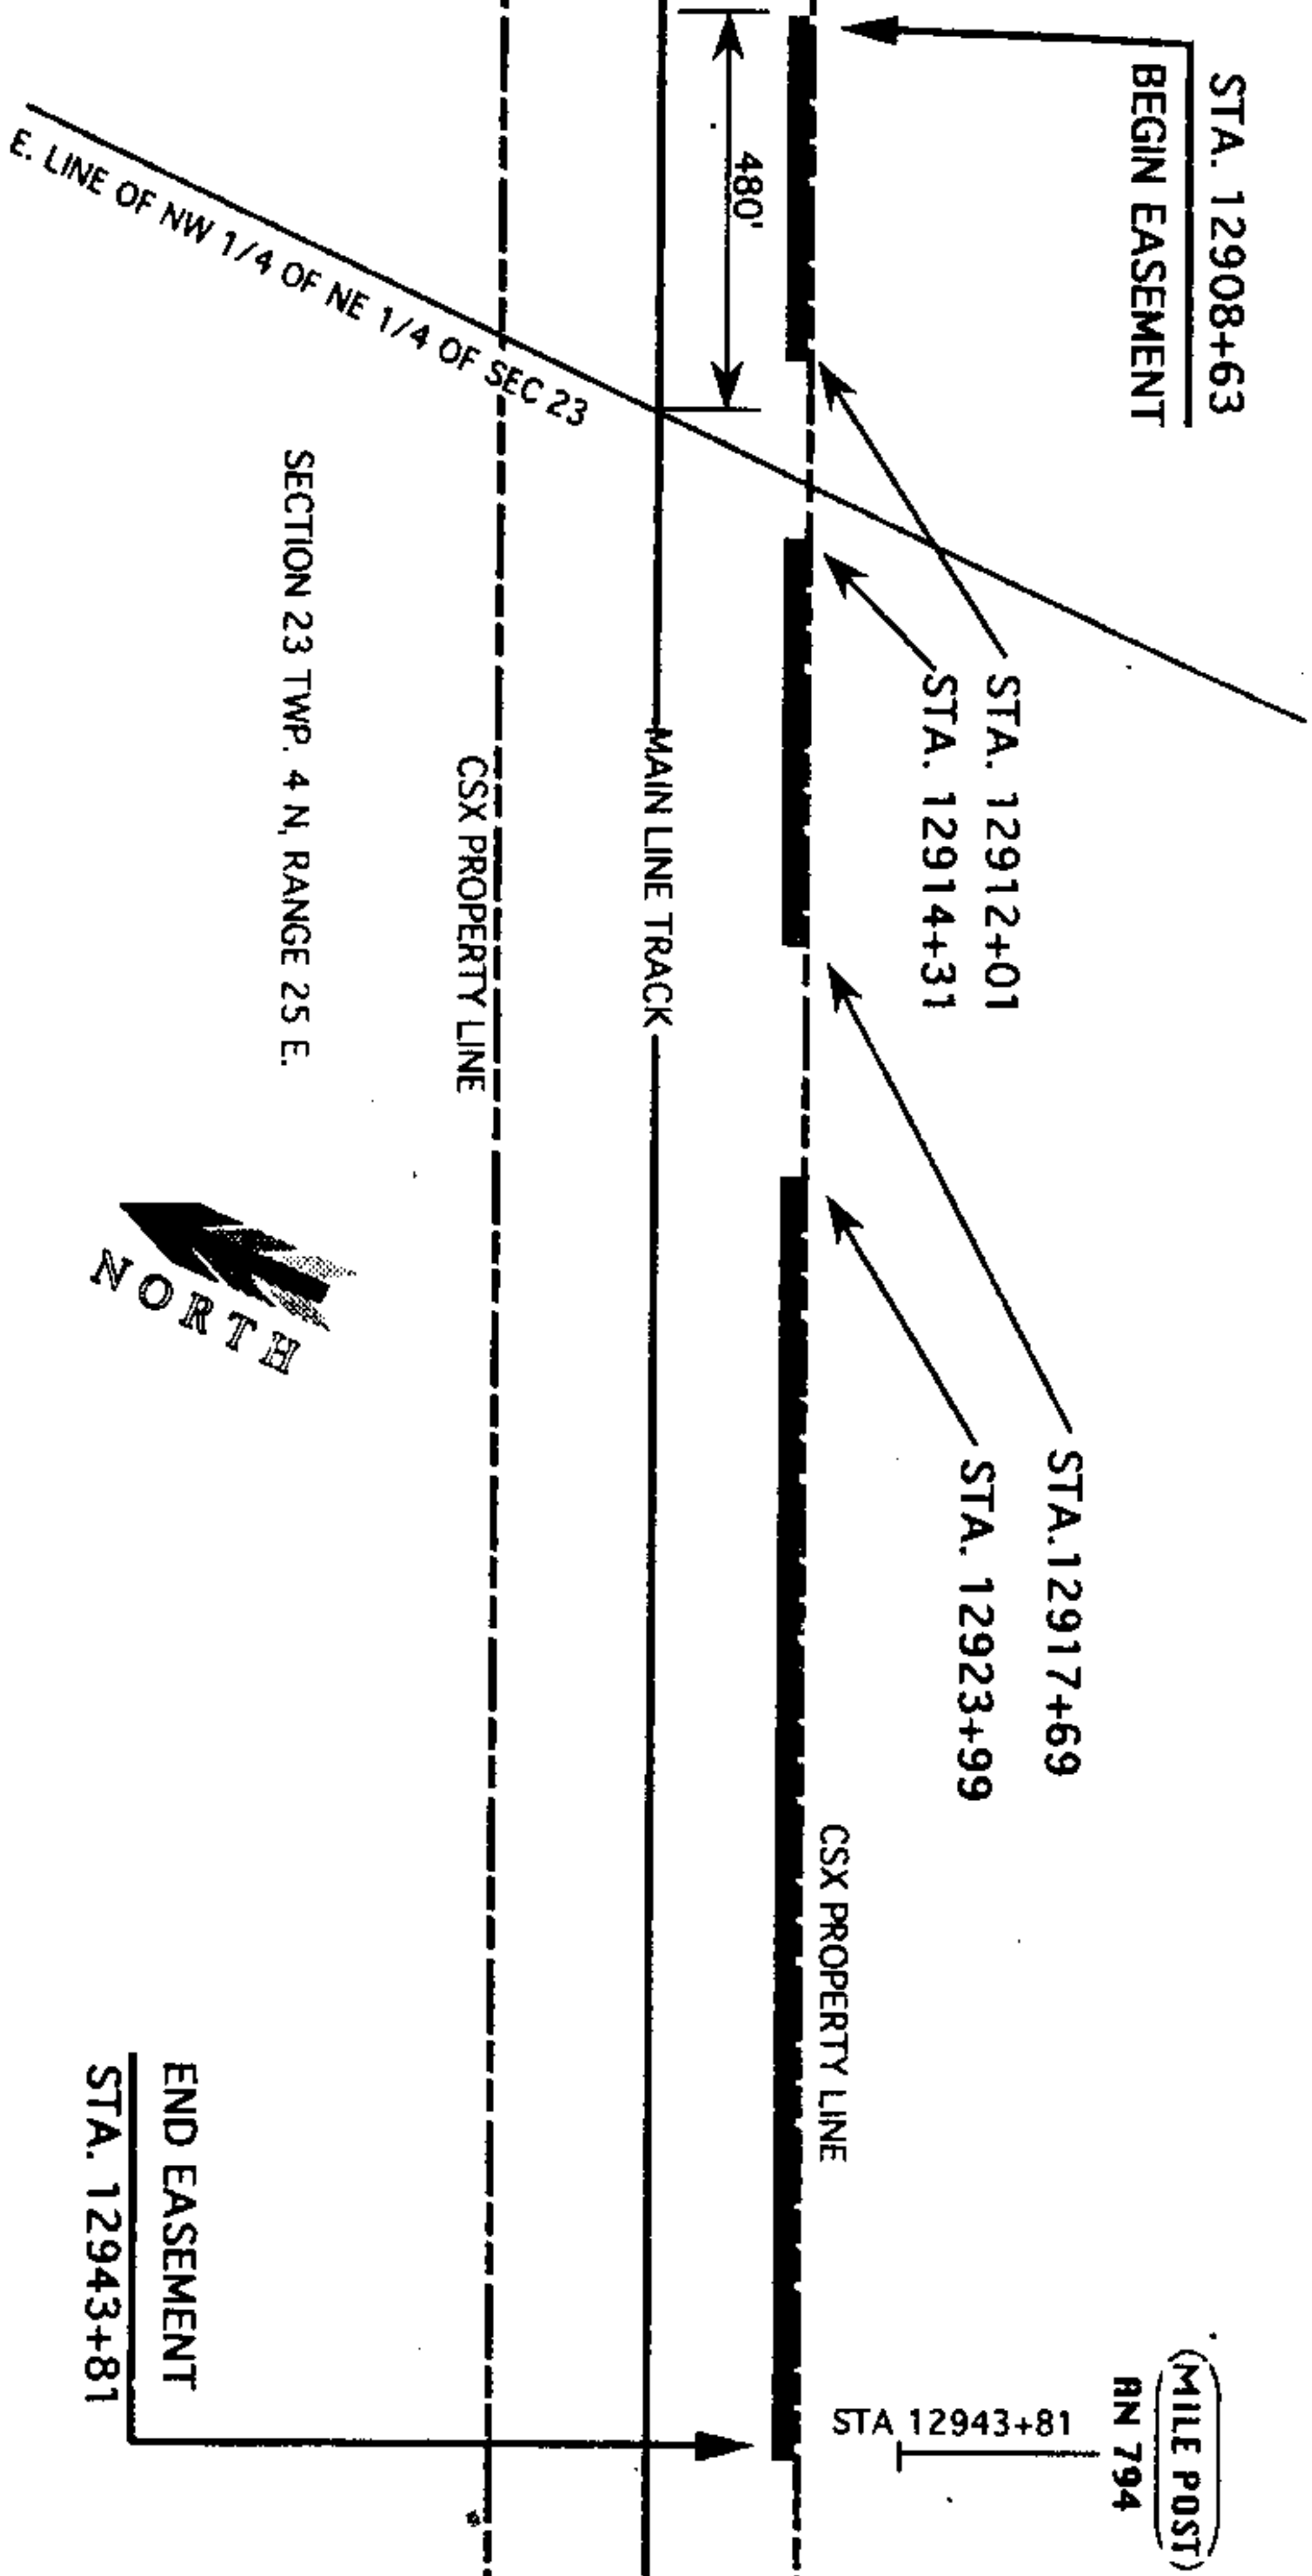 STA. 12908+63
BEGIN EASEMENT
480'
E. LINE OF NW 1/4 OF NE 1/4 OF SEC 23
STA. 12912+01
STA. 12914+31
SECTION 23 TWP. 4 N, RANGE 25 E.
CSX PROPERTY LINE
MAIN LINE TRACK
NORTH
STA.12917+69
STA. 12923+99
CSX PROPERTY LINE
END EASEMENT
STA. 12943+81
(MILE POST)
AN 794
STA 12943+81